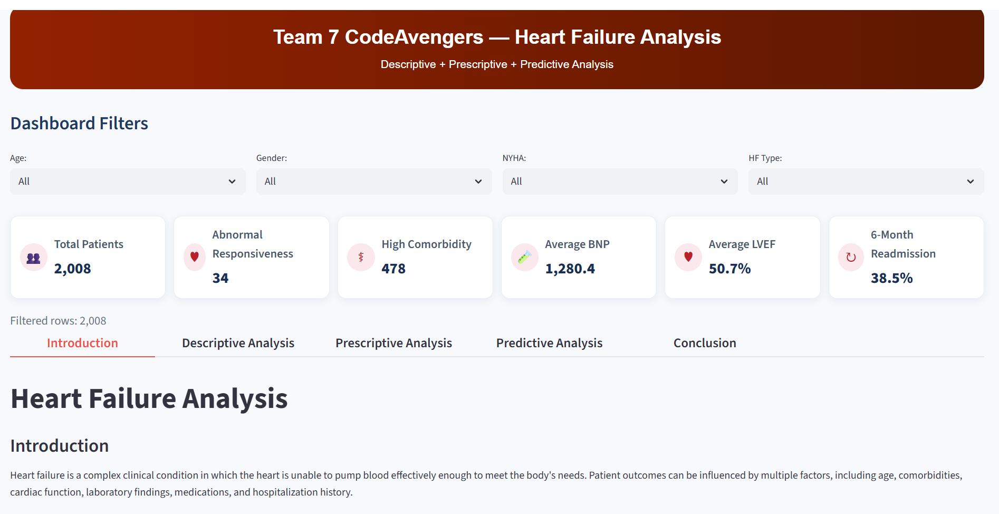 Team 7 CodeAvengers — Heart Failure Analysis
Descriptive + Prescriptive + Predictive Analysis
Dashboard Filters
Age:
Gender:
NYHA:
HF Type:
All
All
All
All
Total Patients
2,008
Abnormal
Responsiveness
34
High Comorbidity
478
Average BNP
1,280.4
Average LVEF
50.7%
6-Month
Readmission
38.5%
Filtered rows: 2,008
Introduction
Descriptive Analysis
Prescriptive Analysis
Predictive Analysis
Conclusion
Heart Failure Analysis
Introduction
Heart failure is a complex clinical condition in which the heart is unable to pump blood effectively enough to meet the body's needs. Patient outcomes can be influenced by multiple factors, including age, comorbidities,
cardiac function, laboratory findings, medications, and hospitalization history.